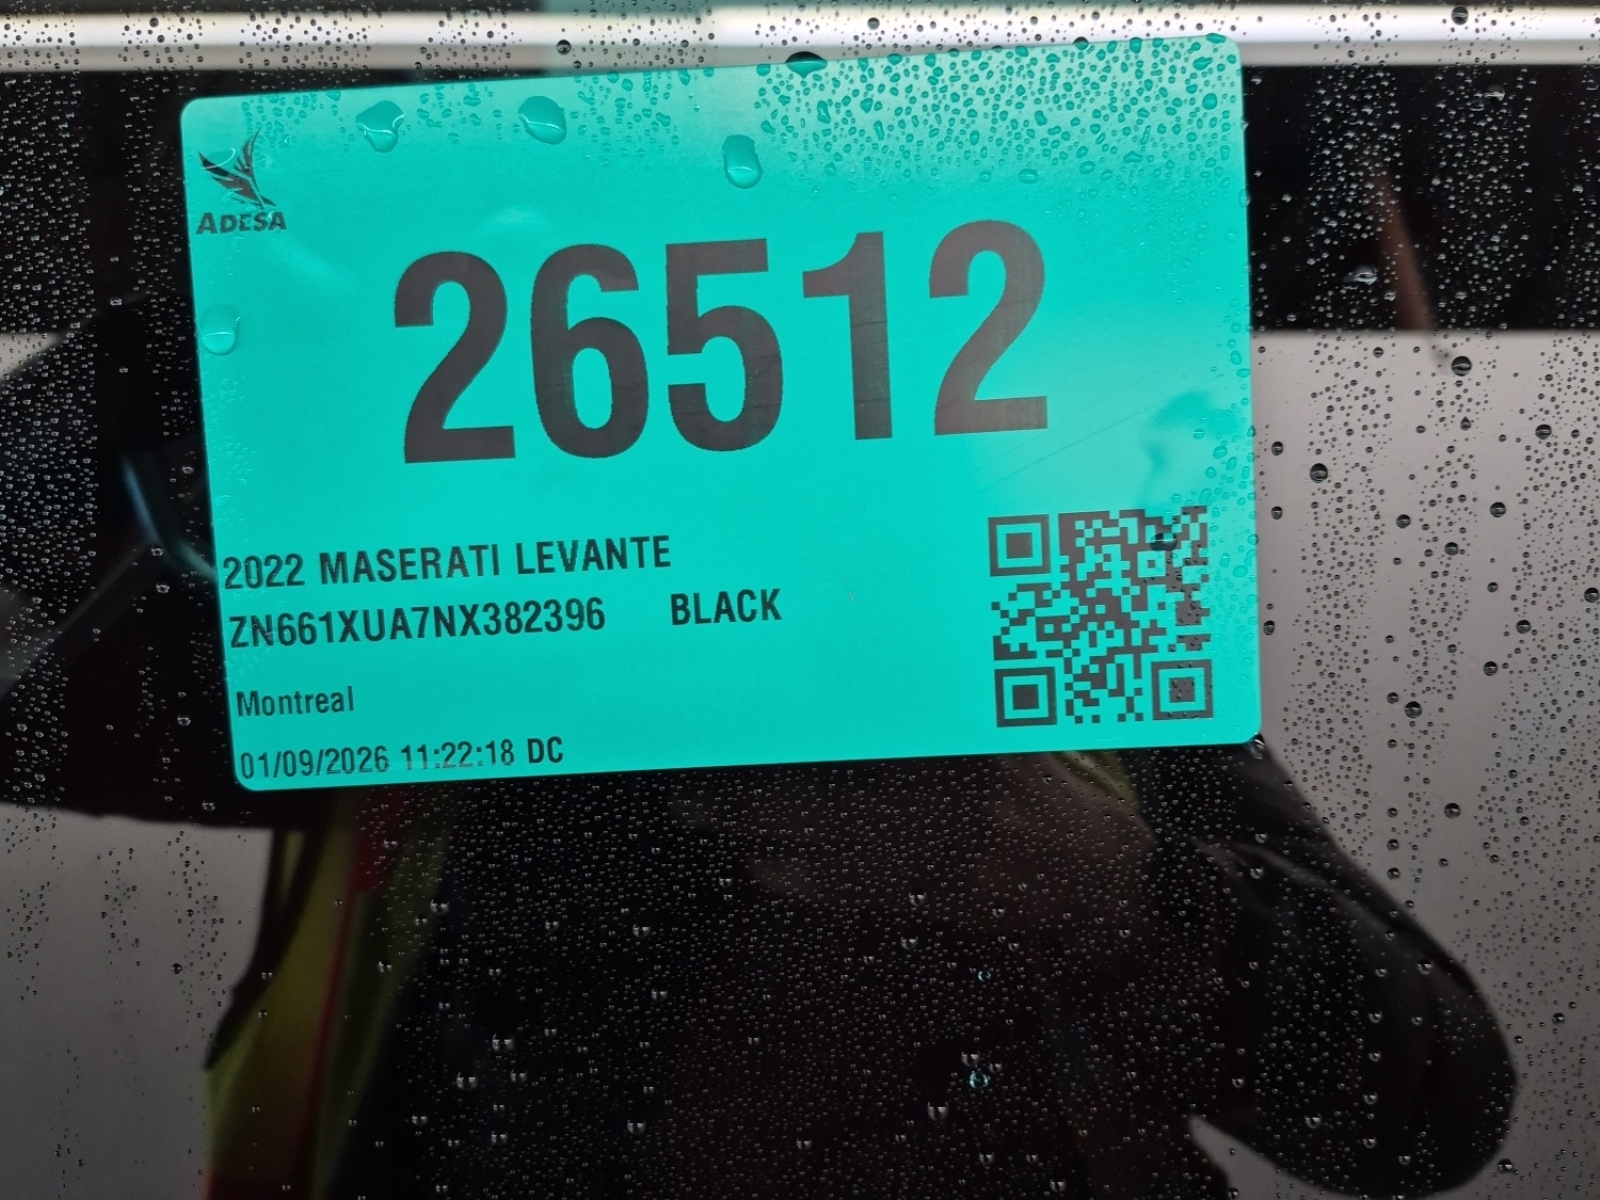 ADESA
26512
2022 MASERATI LEVANTE
ZN661XUA7NX382396 BLACK
Montreal
01/09/2026 11:22:18 DC